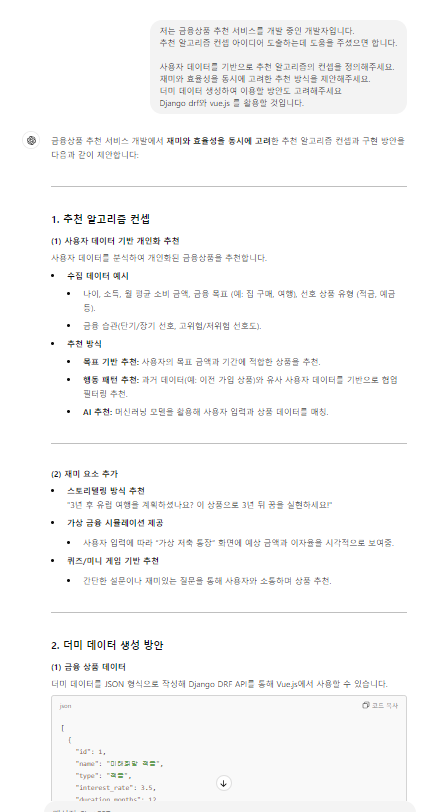 저는 금융상품 추천 서비스를 개발 중인 개발자입니다.
추천 알고리즘 컨셉 아이디어 도출하는데 도움을 주셨으면 합니다.
사용자 데이터를 기반으로 추천 알고리즘의 컨셉을 정의해주세요.
재미와 효율성을 동시에 고려한 추천 방식을 제안해주세요.
더미 데이터 생성하여 이용할 방안도 고려해주세요
Django drf와 vue.js 를 활용할 것입니다.
금융상품 추천 서비스 개발에서 재미와 효율성을 동시에 고려한 추천 알고리즘 컨셉과 구현 방안을
다음과 같이 제안합니다:
1. 추천 알고리즘 컨셉
(1) 사용자 데이터 기반 개인화 추천
사용자 데이터를 분석하여 개인화된 금융상품을 추천합니다.
• 수집 데이터 예시
• 나이, 소득, 월 평균 소비 금액, 금융 목표 (예: 집 구매, 여행), 선호 상품 유형 (적금, 예금
등).
• 금융 습관(단기/장기 선호, 고위험/저위험 선호도).
• 추천 방식
• 목표 기반 추천: 사용자의 목표 금액과 기간에 적합한 상품을 추천.
• 행동 패턴 추천: 과거 데이터(예: 이전 가입 상품)와 유사 사용자 데이터를 기반으로 협업
필터링 추천.
• AI 추천: 머신러닝 모델을 활용해 사용자 입력과 상품 데이터를 매칭.
(2) 재미 요소 추가
• 스토리텔링 방식 추천
"3년 후 유럽 여행을 계획하셨나요? 이 상품으로 3년 뒤 꿈을 실현하세요!"
• 가상 금융 시뮬레이션 제공
• 사용자 입력에 따라 "가상 저축 통장" 화면에 예상 금액과 이자율을 시각적으로 보여줌.
• 퀴즈/미니 게임 기반 추천
• 간단한 설문이나 재미있는 질문을 통해 사용자와 소통하며 상품 추천.
2. 더미 데이터 생성 방안
(1) 금융 상품 데이터
더미 데이터를 JSON 형식으로 작성해 Django DRF API를 통해 Vue.js에서 사용할 수 있습니다.
json 코드 복사
[
{
"id": 1,
"name": "미래희망 적금",
"type": "적금",
"interest_rate": 3.5,
"duration_months": 12,